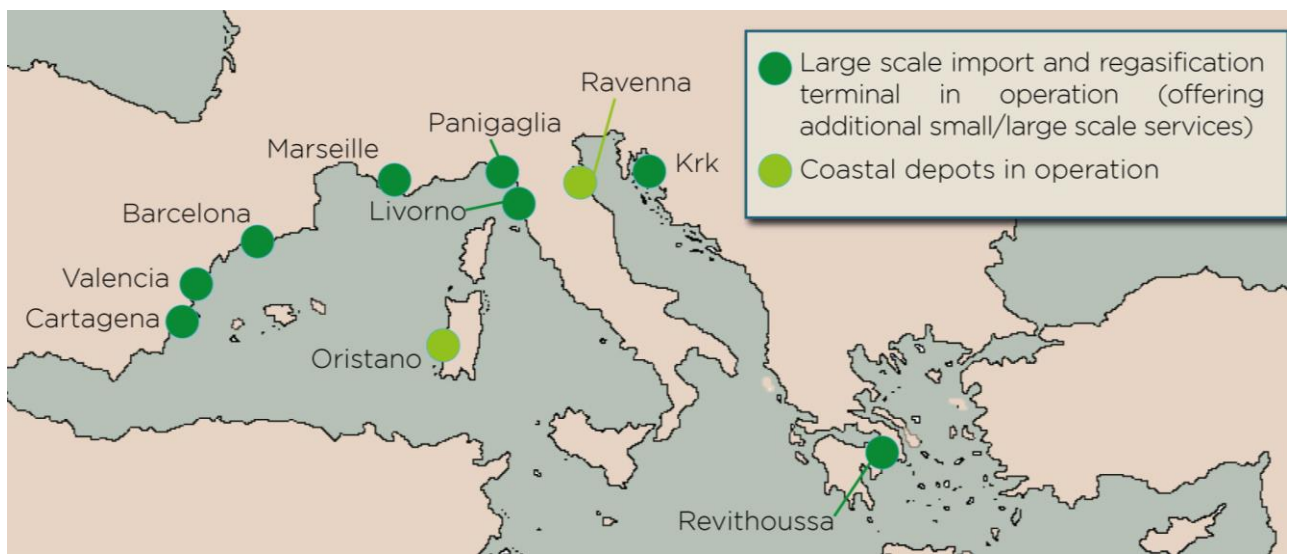 Large scale import and regasification
terminal in operation (offering
additional small/large scale services)
Coastal depots in operation
Ravenna
Panigaglia
Marseille
Krk
Livorno
Barcelona
Valencia
Cartagena
Oristano
Revithoussa